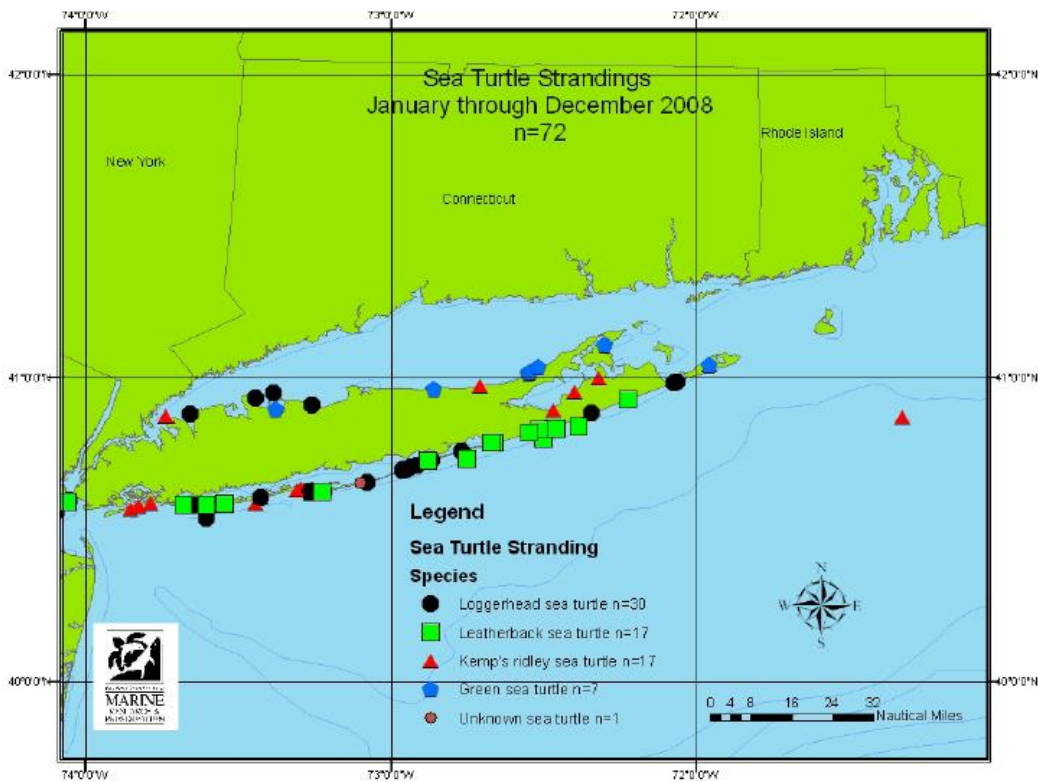 74°0'0"W 73°0'0"W 72°0'0"W
42°0'0"N 42°0'0"N
Sea Turtle Strandings
January through December 2008
n=72
New York
Connecticut
Rhode Island
41°0'0"N 41°0'0"N
Legend
Sea Turtle Stranding
Species
Loggerhead sea turtle n=30
Leatherback sea turtle n=17
Kemp's ridley sea turtle n=17
Green sea turtle n=7
Unknown sea turtle n=1
N
W E
S
40°0'0"N 40°0'0"N
MARINE
RESEARCH &
PRESERVATION
0 4 8 16 24 32
Nautical Miles
74°0'0"W 73°0'0"W 72°0'0"W